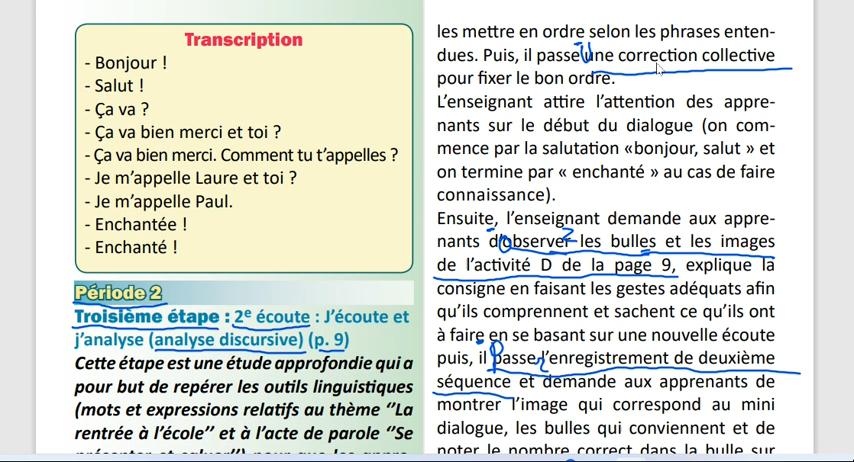 Transcription
- Bonjour !
- Salut !
- Ça va ?
- Ça va bien merci et toi ?
- Ça va bien merci. Comment tu t’appelles ?
- Je m’appelle Laure et toi ?
- Je m’appelle Paul.
- Enchantée !
- Enchanté !
Période 2
Troisième étape : 2e écoute : J’écoute et
j’analyse (analyse discursive) (p. 9)
Cette étape est une étude approfondie qui a
pour but de repérer les outils linguistiques
(mots et expressions relatifs au thème ‘’La
rentrée à l’école’’ et à l’acte de parole ‘’Se
les mettre en ordre selon les phrases enten-
dues. Puis, il passe une correction collective
pour fixer le bon ordre.
L’enseignant attire l’attention des appre-
nants sur le début du dialogue (on com-
mence par la salutation «bonjour, salut » et
on termine par « enchanté » au cas de faire
connaissance).
Ensuite, l’enseignant demande aux appre-
nants d’observer les bulles et les images
de l’activité D de la page 9, explique la
consigne en faisant les gestes adéquats afin
qu’ils comprennent et sachent ce qu’ils ont
à faire en se basant sur une nouvelle écoute
puis, il passe l’enregistrement de deuxième
séquence et demande aux apprenants de
montrer l’image qui correspond au mini
dialogue, les bulles qui conviennent et de
noter le nombre correct dans la bulle sur